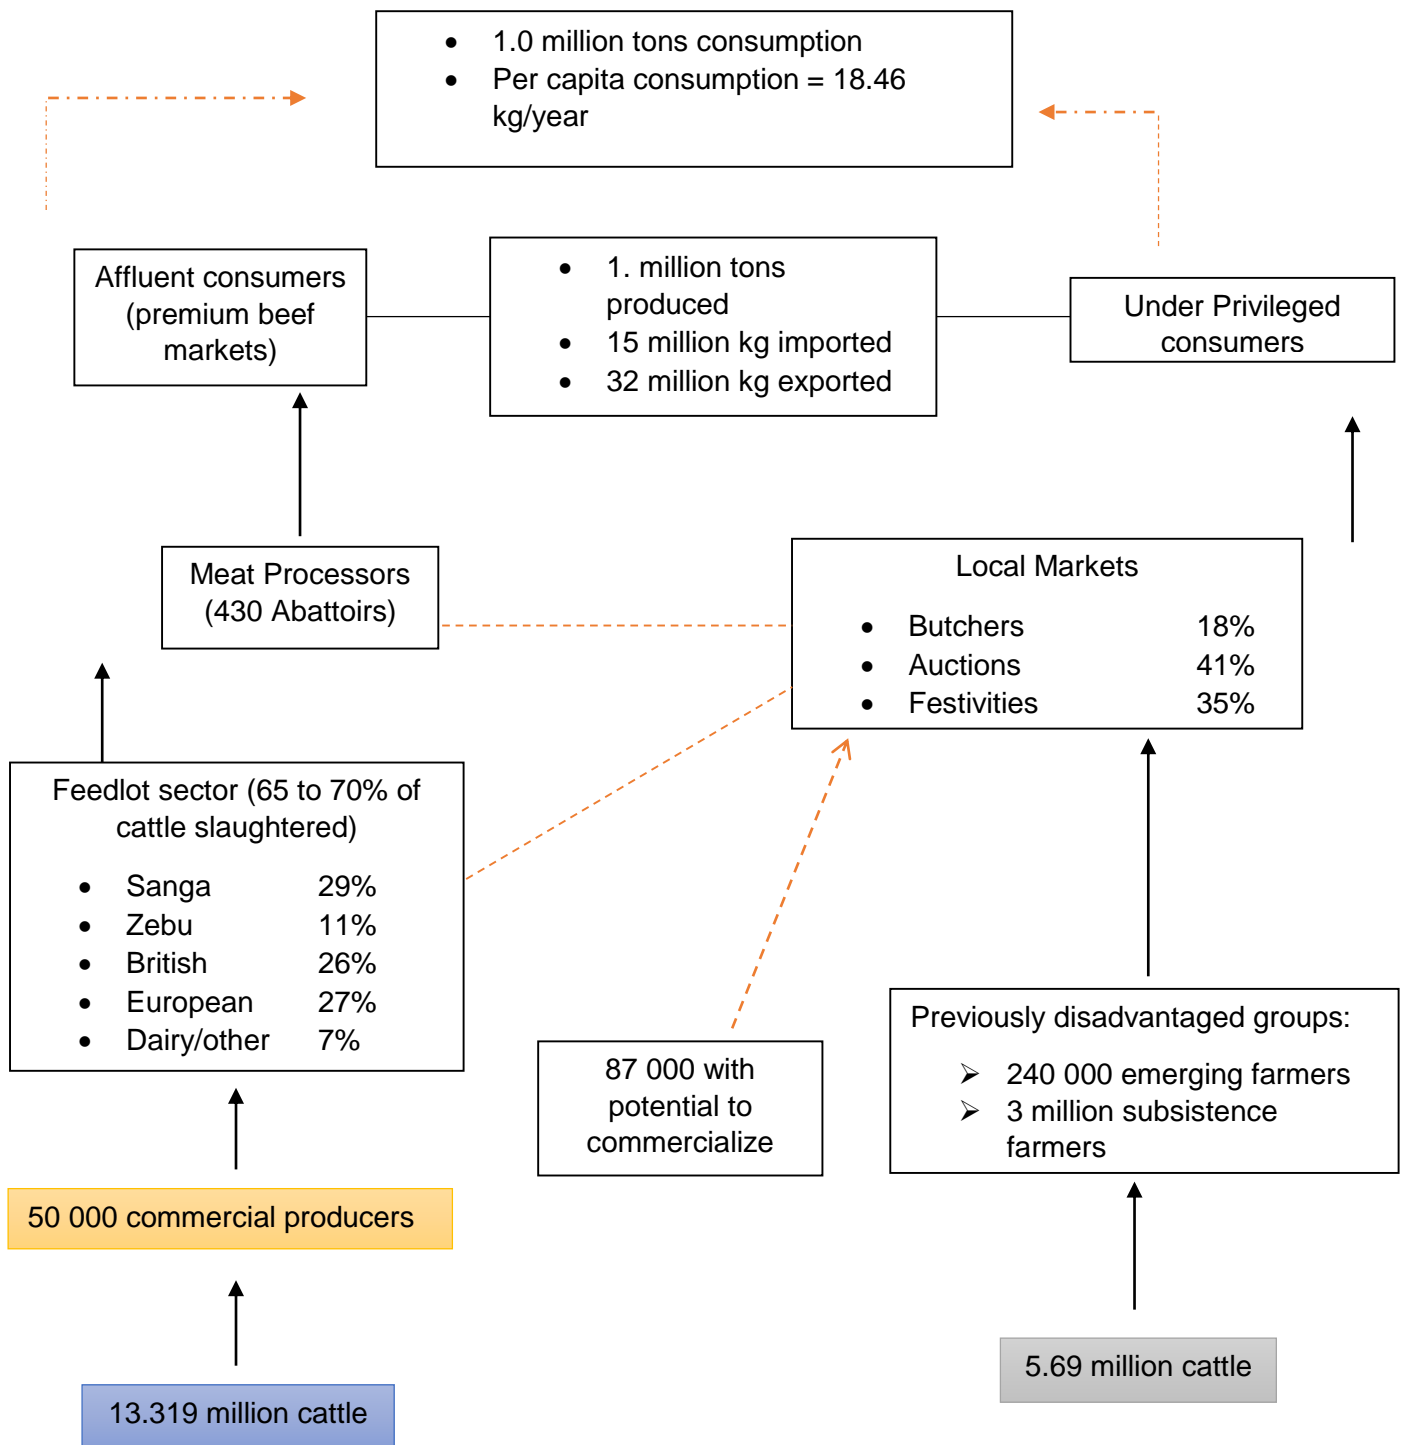 • 1.0 million tons consumption
• Per capita consumption = 18.46
kg/year
Affluent consumers
(premium beef
markets)
• 1. million tons
produced
• 15 million kg imported
• 32 million kg exported
Under Privileged
consumers
Meat Processors
(430 Abattoirs)
Local Markets
• Butchers 18%
• Auctions 41%
• Festivities 35%
Feedlot sector (65 to 70% of
cattle slaughtered)
• Sanga 29%
• Zebu 11%
• British 26%
• European 27%
• Dairy/other 7%
87 000 with
potential to
commercialize
Previously disadvantaged groups:
➢ 240 000 emerging farmers
➢ 3 million subsistence
farmers
50 000 commercial producers
5.69 million cattle
13.319 million cattle